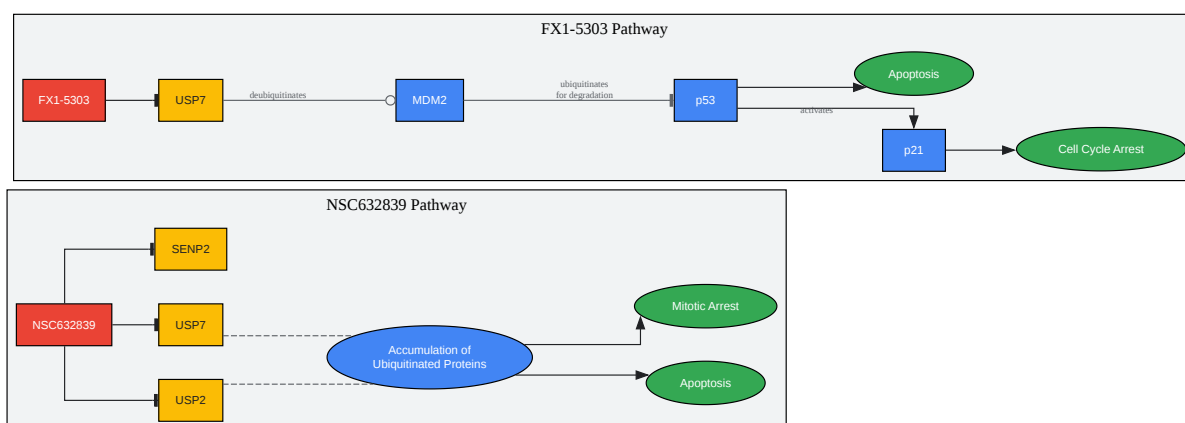 FX1-5303 Pathway
FX1-5303
USP7
deubiquitinates
MDM2
ubiquitinates
for degradation
p53
Apoptosis
activates
p21
Cell Cycle Arrest
NSC632839 Pathway
SENP2
NSC632839
USP7
USP2
Accumulation of
Ubiquitinated Proteins
Mitotic Arrest
Apoptosis